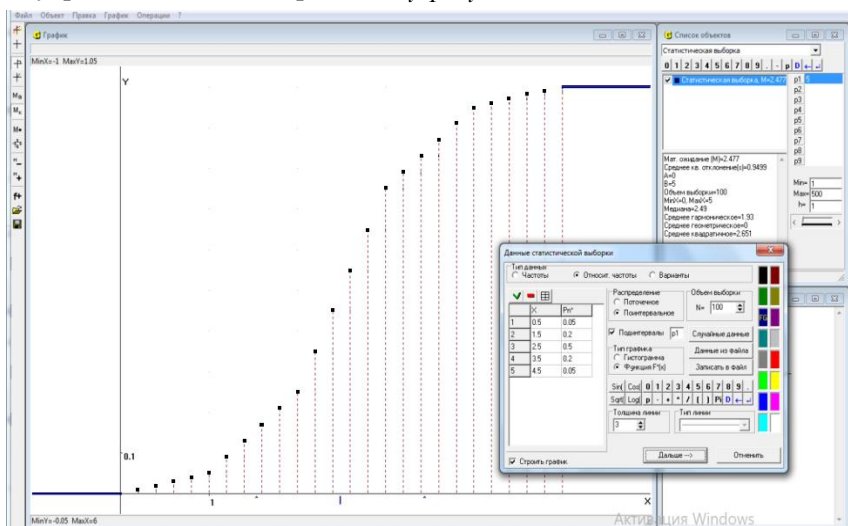 Файл Объект Правка График Операции ?
График
MinX=-1 MaxY=1.05
Y
0.1
1
X
MinY=-0.05 MaxX=6
Список объектов
Статистическая выборка
0 1 2 3 4 5 6 7 8 9 . - p D
Статистическая выборка, M=2.477
p1 5
p2
p3
p4
p5
p6
p7
p8
p9
Мат. ожидание (M)=2.477
Среднее кв. отклонение(s)=0.9499
A=0
B=5
Объем выборки=100
MinX=0, MaxX=5
Медиана=2.49
Среднее гармоническое=1.93
Среднее геометрическое=0
Среднее квадратичное=2.651
Min= 1
Max= 500
h= 1
Данные статистической выборки
Тип данных
Частоты Относит. частоты Варианты
X Pn*
1 0.5 0.05
2 1.5 0.2
3 2.5 0.5
4 3.5 0.2
5 4.5 0.05
Распределение
Поточечное
Поинтервальное
Объем выборки
N= 100
Подинтервалы p1
Случайные данные
Тип графика
Гистограмма
Функция F*(x)
Данные из файла
Записать в файл
Sin( Cos( 0 1 2 3 4 5 6 7 8 9 .
Sqrt( Log( p - + * / ( ) Pi D
Толщина линии
3
Тип линии
Строить график
Дальше -->
Отменить
Активация Windows